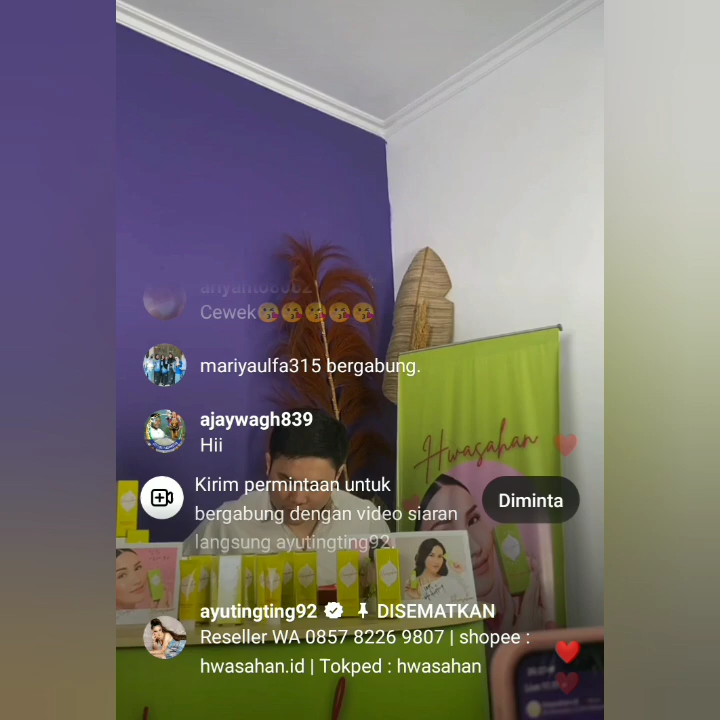 ariyanto8002
Cewek😘😘😘😘😘
mariyaulfa315 bergabung.
ajaywagh839
Hii
Hwasahan
Kirim permintaan untuk
bergabung dengan video siaran
langsung ayutingting92
Diminta
ayutingting92 DISEMATKAN
Reseller WA 0857 8226 9807 | shopee :
hwasahan.id | Tokped : hwasahan